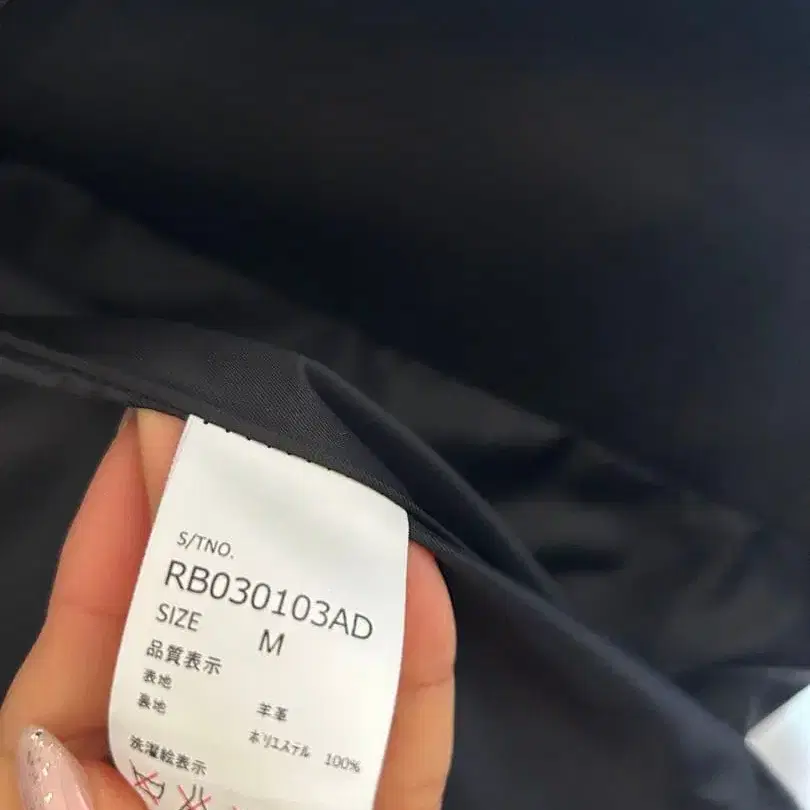 S/TNO.
RB030103AD
SIZE M
品質表示
表地 羊革
裏地 ポリエステル 100%
洗濯絵表示